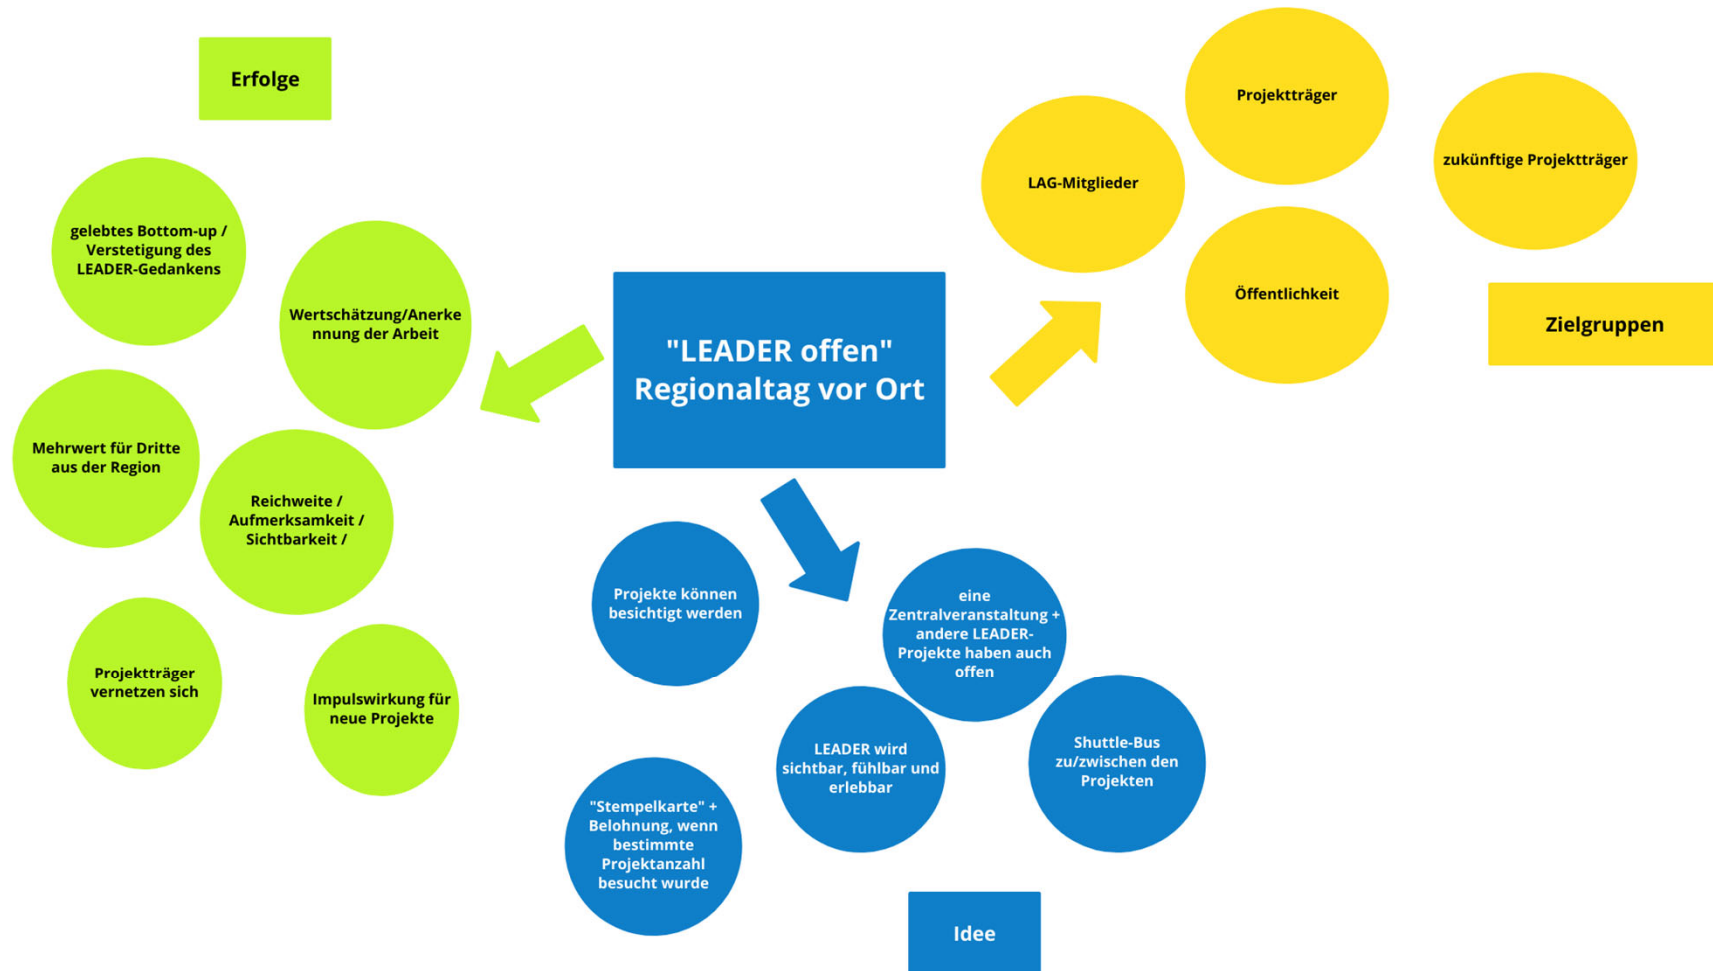 Erfolge
gelebtes Bottom-up /
Verstetigung des
LEADER-Gedankens
Wertschätzung/Anerke
nnung der Arbeit
Mehrwert für Dritte
aus der Region
Reichweite /
Aufmerksamkeit /
Sichtbarkeit /
Projektträger
vernetzen sich
Impulswirkung für
neue Projekte
"LEADER offen"
Regionaltag vor Ort
Projektträger
zukünftige Projektträger
LAG-Mitglieder
Öffentlichkeit
Zielgruppen
Projekte können
besichtigt werden
eine
Zentralveranstaltung +
andere LEADER-
Projekte haben auch
offen
LEADER wird
sichtbar, fühlbar und
erlebbar
Shuttle-Bus
zu/zwischen den
Projekten
"Stempelkarte" +
Belohnung, wenn
bestimmte
Projektanzahl
besucht wurde
Idee